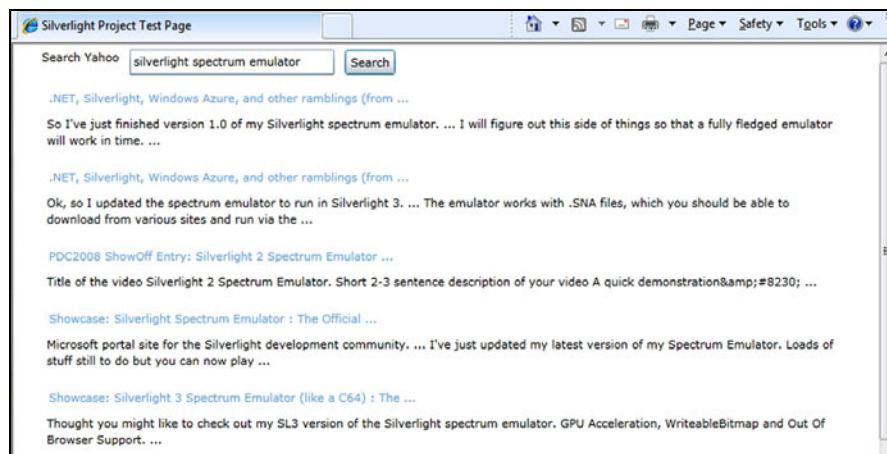 Silverlight Project Test Page
Page Safety Tools
Search Yahoo silverlight spectrum emulator Search
.NET, Silverlight, Windows Azure, and other ramblings (from ...
So I've just finished version 1.0 of my Silverlight spectrum emulator. ... I will figure out this side of things so that a fully fledged emulator
will work in time. ...
.NET, Silverlight, Windows Azure, and other ramblings (from ...
Ok, so I updated the spectrum emulator to run in Silverlight 3. ... The emulator works with .SNA files, which you should be able to
download from various sites and run via the ...
PDC2008 ShowOff Entry: Silverlight 2 Spectrum Emulator ...
Title of the video Silverlight 2 Spectrum Emulator. Short 2-3 sentence description of your video A quick demonstration&amp;#8230; ...
Showcase: Silverlight Spectrum Emulator : The Official ...
Microsoft portal site for the Silverlight development community. ... I've just updated my latest version of my Spectrum Emulator. Loads of
stuff still to do but you can now play ...
Showcase: Silverlight 3 Spectrum Emulator (like a C64) : The ...
Thought you might like to check out my SL3 version of the Silverlight spectrum emulator. GPU Acceleration, WriteableBitmap and Out Of
Browser Support. ...